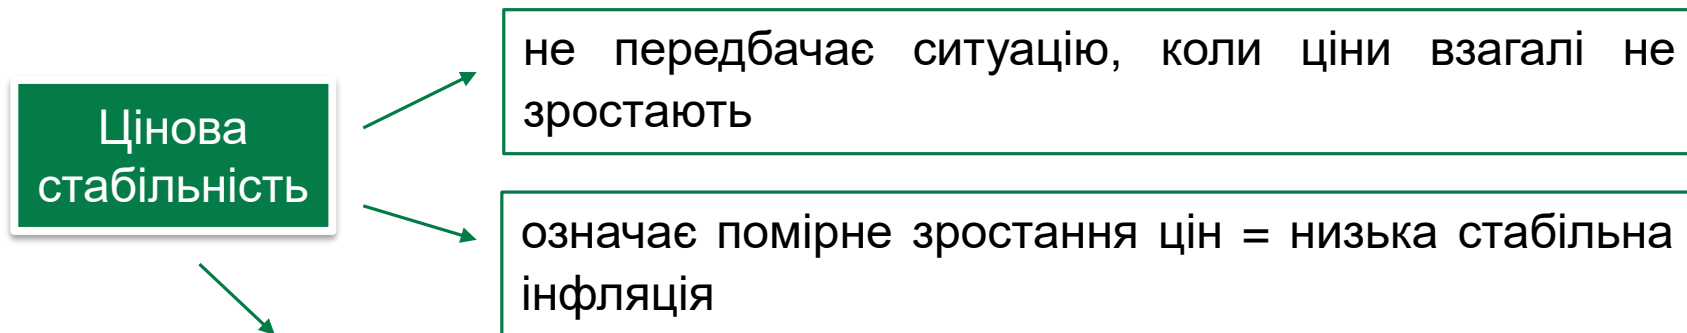 Цінова
стабільність
не передбачає ситуацію, коли ціни взагалі не
зростають
означає помірне зростання цін = низька стабільна
інфляція